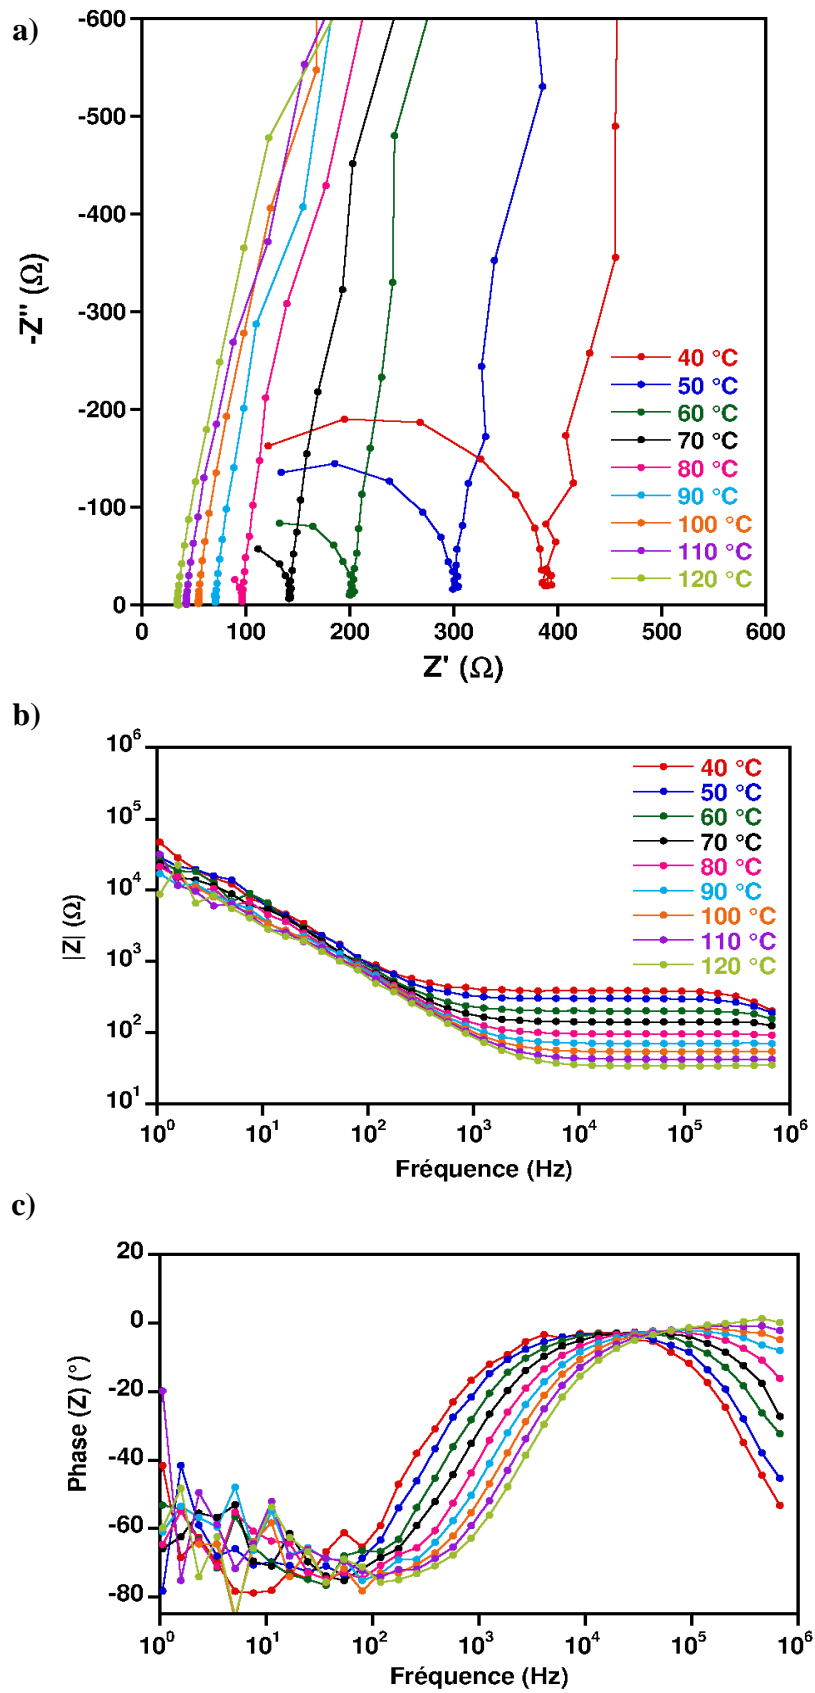 a)
-600
-500
-400
-300
-200
-100
0
-Z'' (Ω)
40 °C
50 °C
60 °C
70 °C
80 °C
90 °C
100 °C
110 °C
120 °C
0 100 200 300 400 500 600
Z' (Ω)
b)
10^6
10^5
10^4
10^3
10^2
10^1
|Z| (Ω)
40 °C
50 °C
60 °C
70 °C
80 °C
90 °C
100 °C
110 °C
120 °C
10^0 10^1 10^2 10^3 10^4 10^5 10^6
Fréquence (Hz)
c)
20
0
-20
-40
-60
-80
Phase (Z) (°)
10^0 10^1 10^2 10^3 10^4 10^5 10^6
Fréquence (Hz)